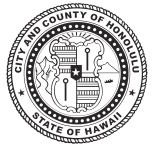 CITY AND COUNTY OF HONOLULU
STATE OF HAWAII